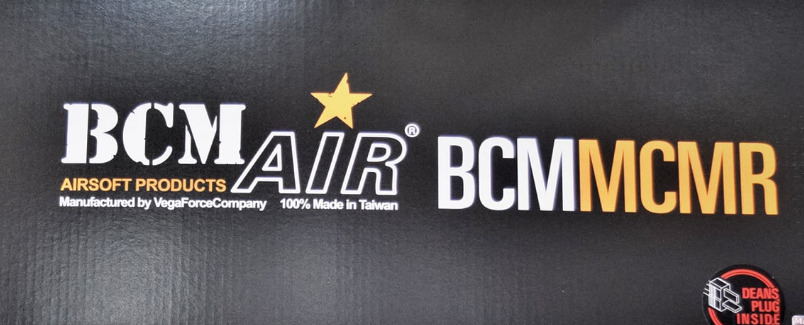 BCM AIR®
AIRSOFT PRODUCTS
Manufactured by VegaForceCompany 100% Made in Taiwan
BCMMCMR
DEANS
PLUG
INSIDE